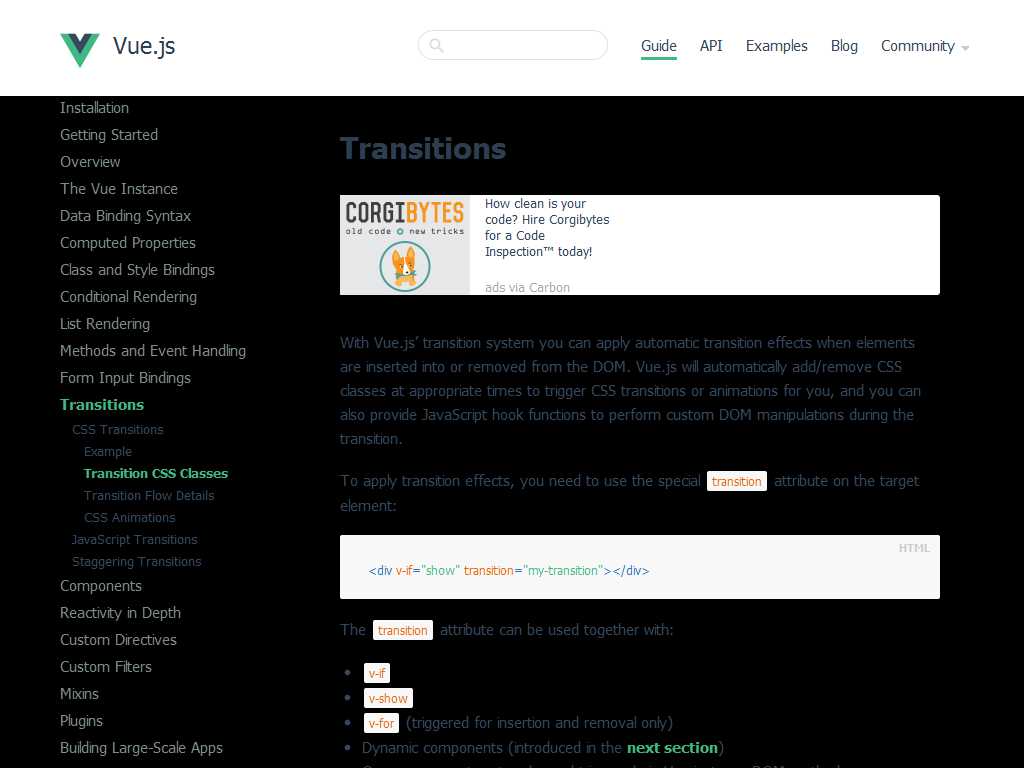 Vue.js
Guide API Examples Blog Community
Installation
Getting Started
Overview
The Vue Instance
Data Binding Syntax
Computed Properties
Class and Style Bindings
Conditional Rendering
List Rendering
Methods and Event Handling
Form Input Bindings
Transitions
CSS Transitions
Example
Transition CSS Classes
Transition Flow Details
CSS Animations
JavaScript Transitions
Staggering Transitions
Components
Reactivity in Depth
Custom Directives
Custom Filters
Mixins
Plugins
Building Large-Scale Apps
Transitions
CORGIBYTES
old code new tricks
How clean is your
code? Hire Corgibytes
for a Code
Inspection™ today!
ads via Carbon
With Vue.js’ transition system you can apply automatic transition effects when elements
are inserted into or removed from the DOM. Vue.js will automatically add/remove CSS
classes at appropriate times to trigger CSS transitions or animations for you, and you can
also provide JavaScript hook functions to perform custom DOM manipulations during the
transition.
To apply transition effects, you need to use the special transition attribute on the target
element:
HTML
<div v-if="show" transition="my-transition"></div>
The transition attribute can be used together with:
v-if
v-show
v-for (triggered for insertion and removal only)
Dynamic components (introduced in the next section)